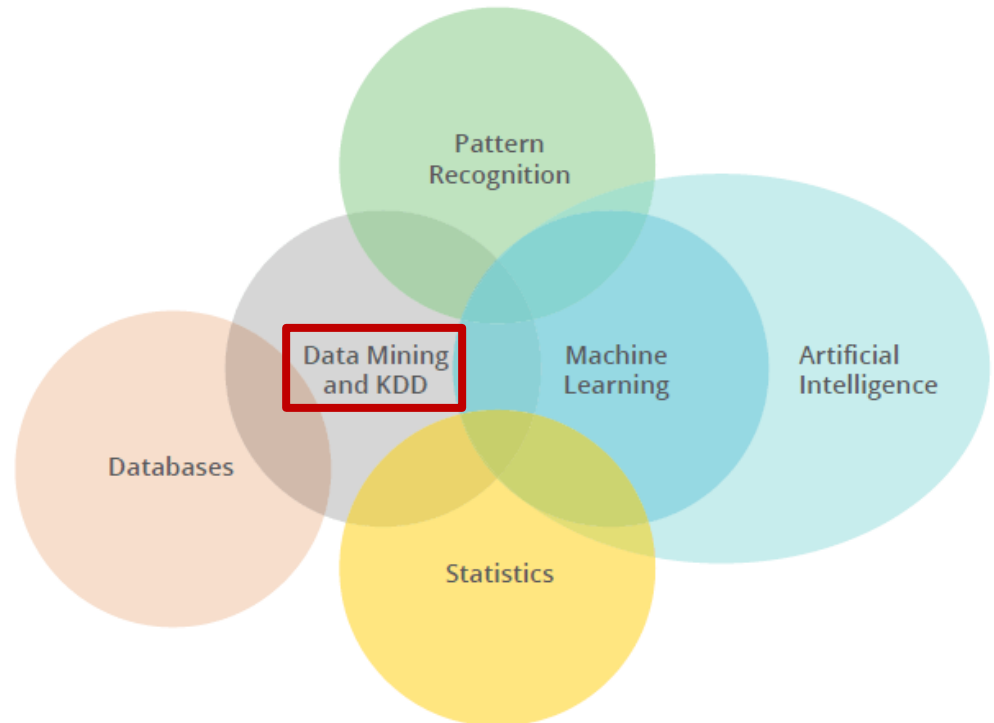 Pattern
Recognition
Data Mining
and KDD
Machine
Learning
Artificial
Intelligence
Databases
Statistics